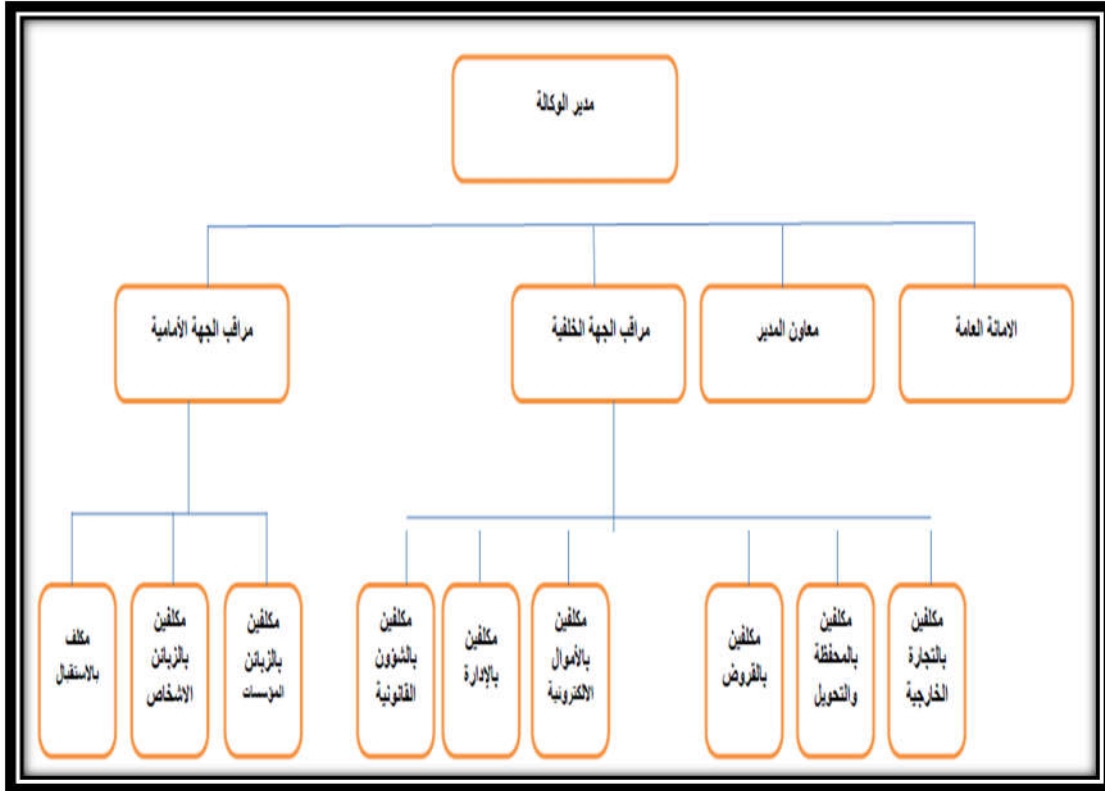 مدير الوكالة
الامانة العامة
معاون المدير
مراقب الجهة الخلفية
مراقب الجهة الأمامية
مكلفين
بالتجارة
الخارجية
مكلفين
بالمحفظة
والتحويل
مكلفين
بالقروض
مكلفين
بالأموال
الالكترونية
مكلفين
بالإدارة
مكلفين
بالشؤون
القانونية
مكلفين
بالزبائن
المؤسسات
مكلفين
بالزبائن
الاشخاص
مكلف
بالاستقبال